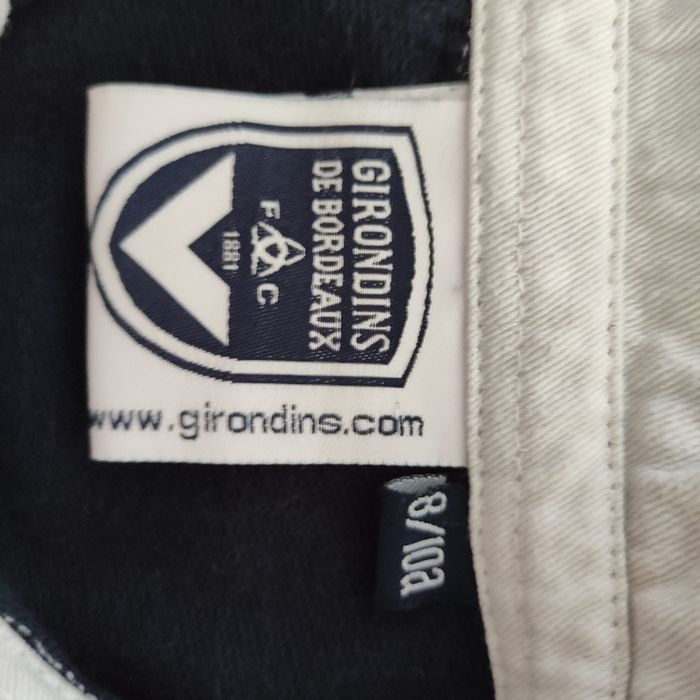 GIRONDINS
DE BORDEAUX
F C
1881
www.girondins.com
8/10a